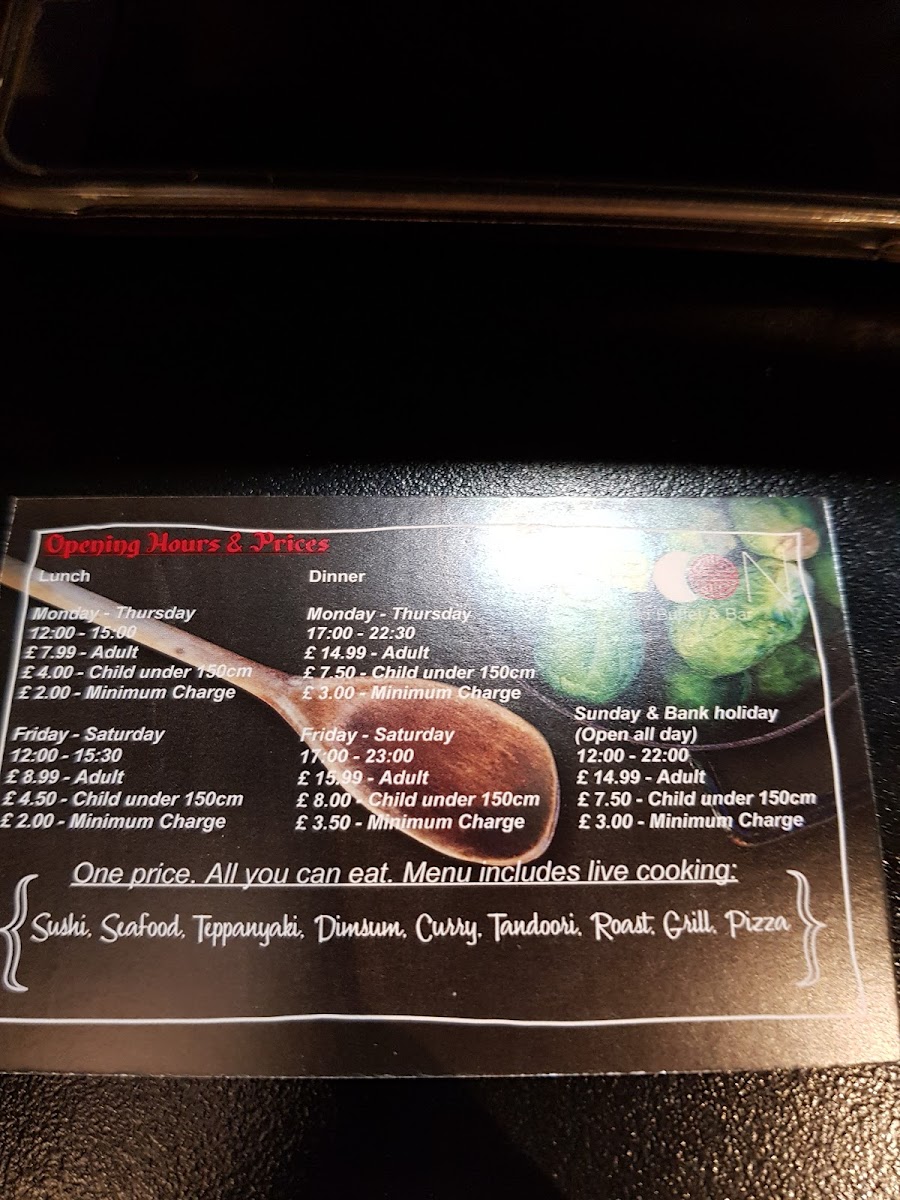 Opening Hours & Prices
Lunch
Monday - Thursday
12:00 - 15:00
£ 7.99 - Adult
£ 4.00 - Child under 150cm
£ 2.00 - Minimum Charge
Friday - Saturday
12:00 - 15:30
£ 8.99 - Adult
£ 4.50 - Child under 150cm
£ 2.00 - Minimum Charge
Dinner
Monday - Thursday
17:00 - 22:30
£ 14.99 - Adult
£ 7.50 - Child under 150cm
£ 3.00 - Minimum Charge
Friday - Saturday
17:00 - 23:00
£ 15.99 - Adult
£ 8.00 - Child under 150cm
£ 3.50 - Minimum Charge
Buffet & Bar
Sunday & Bank holiday
(Open all day)
12:00 - 22:00
£ 14.99 - Adult
£ 7.50 - Child under 150cm
£ 3.00 - Minimum Charge
One price. All you can eat. Menu includes live cooking:
{Sushi, Seafood, Teppanyaki, Dimsum, Curry, Tandoori, Roast, Grill, Pizza}